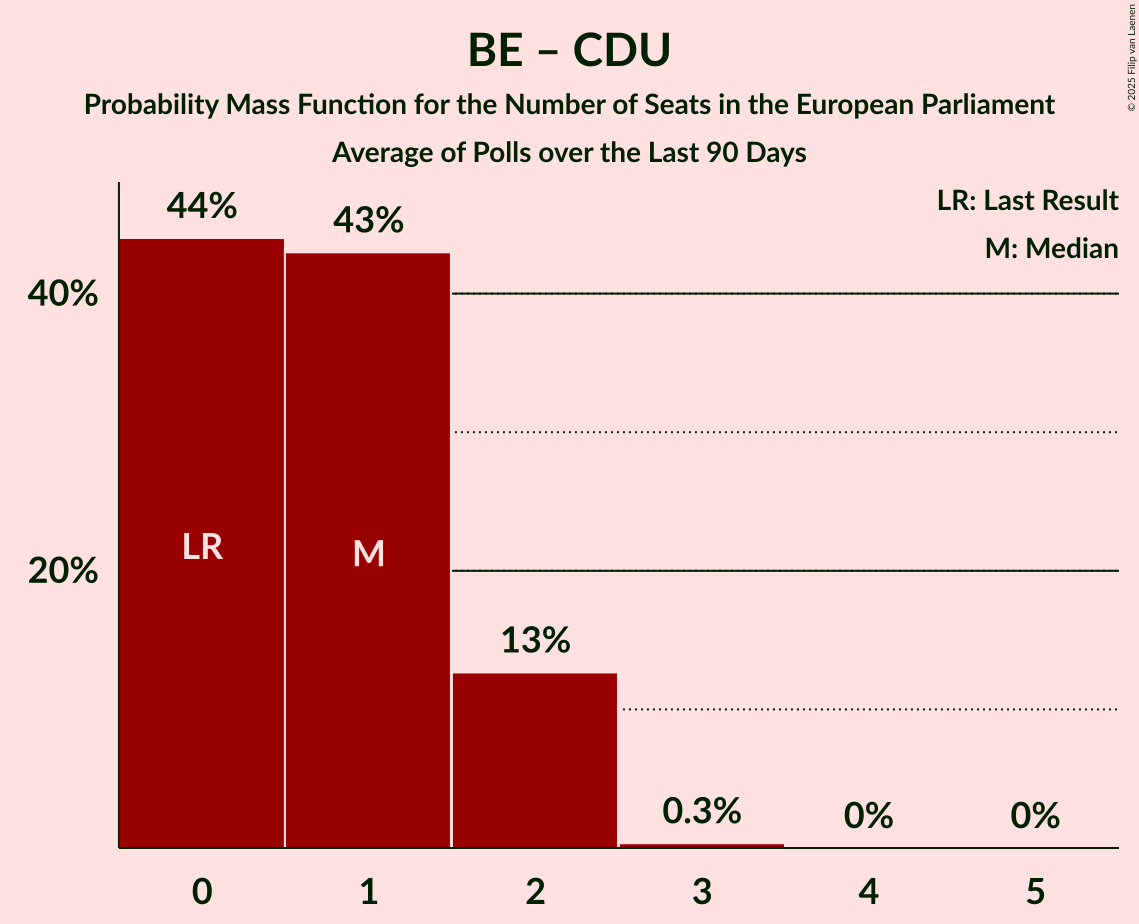 BE – CDU
Probability Mass Function for the Number of Seats in the European Parliament
Average of Polls over the Last 90 Days
© 2025 Filip van Laenen
LR: Last Result
M: Median
44%
43%
40%
LR
M
20%
13%
0.3%
0%
0%
0
1
2
3
4
5